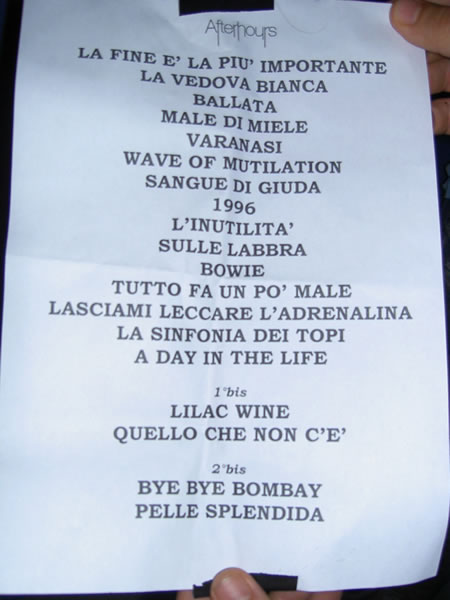 Afterhours
LA FINE E' LA PIU' IMPORTANTE
LA VEDOVA BIANCA
BALLATA
MALE DI MIELE
VARANASI
WAVE OF MUTILATION
SANGUE DI GIUDA
1996
L'INUTILITA'
SULLE LABBRA
BOWIE
TUTTO FA UN PO' MALE
LASCIAMI LECCARE L'ADRENALINA
LA SINFONIA DEI TOPI
A DAY IN THE LIFE
1°bis
LILAC WINE
QUELLO CHE NON C'E'
2°bis
BYE BYE BOMBAY
PELLE SPLENDIDA